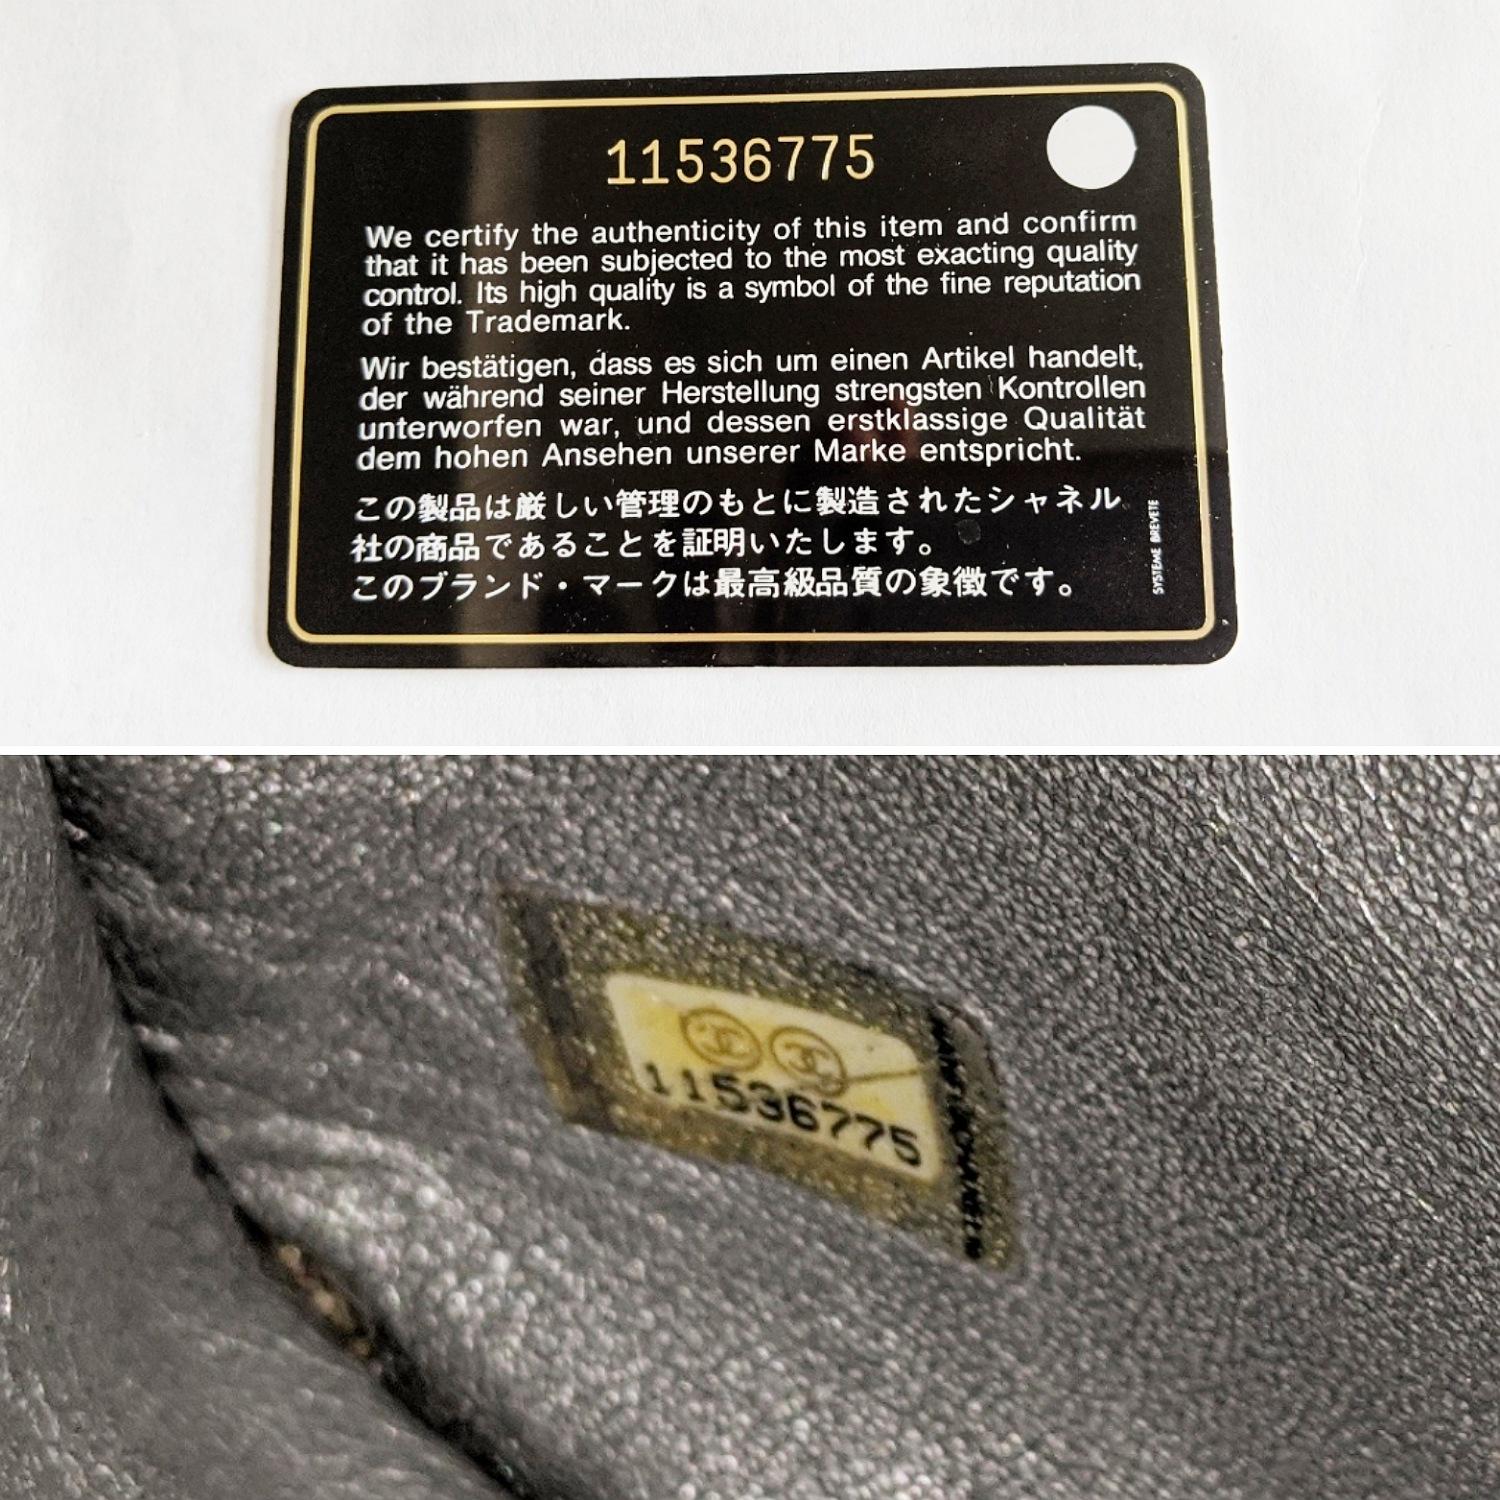 11536775
We certify the authenticity of this item and confirm
that it has been subjected to the most exacting quality
control. Its high quality is a symbol of the fine reputation
of the Trademark.
Wir bestätigen, dass es sich um einen Artikel handelt,
der während seiner Herstellung strengsten Kontrollen
unterworfen war, und dessen erstklassige Qualität
dem hohen Ansehen unserer Marke entspricht.
この製品は厳しい管理のもとに製造されたシャネル
社の商品であることを証明いたします。
このブランド・マークは最高級品質の象徴です。
SYSTEME BREVETE
11536775